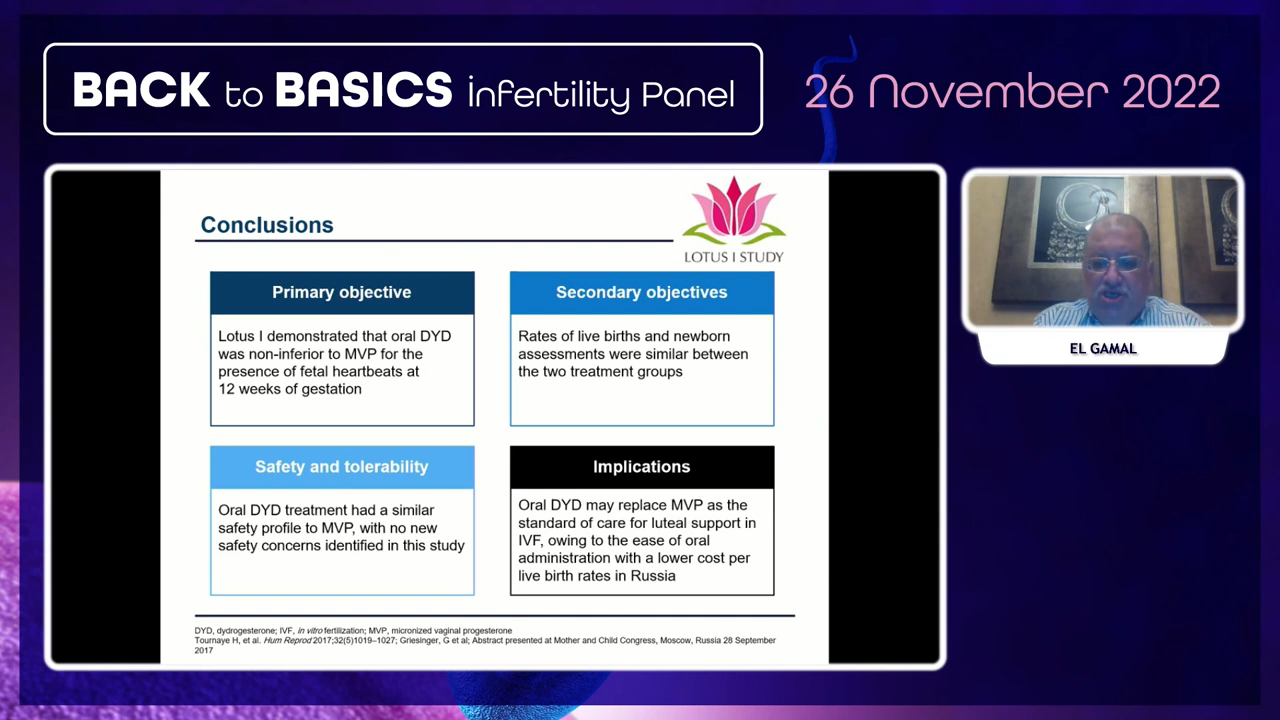 BACK to BASICS infertility Panel
26 November 2022
Conclusions
LOTUS I STUDY
Primary objective
Lotus I demonstrated that oral DYD
was non-inferior to MVP for the
presence of fetal heartbeats at
12 weeks of gestation
Secondary objectives
Rates of live births and newborn
assessments were similar between
the two treatment groups
Safety and tolerability
Oral DYD treatment had a similar
safety profile to MVP, with no new
safety concerns identified in this study
Implications
Oral DYD may replace MVP as the
standard of care for luteal support in
IVF, owing to the ease of oral
administration with a lower cost per
live birth rates in Russia
DYD, dydrogesterone; IVF, in vitro fertilization; MVP, micronized vaginal progesterone
Tournaye H, et al. Hum Reprod 2017;32(5)1019–1027; Griesinger, G et al; Abstract presented at Mother and Child Congress, Moscow, Russia 28 September
2017
EL GAMAL